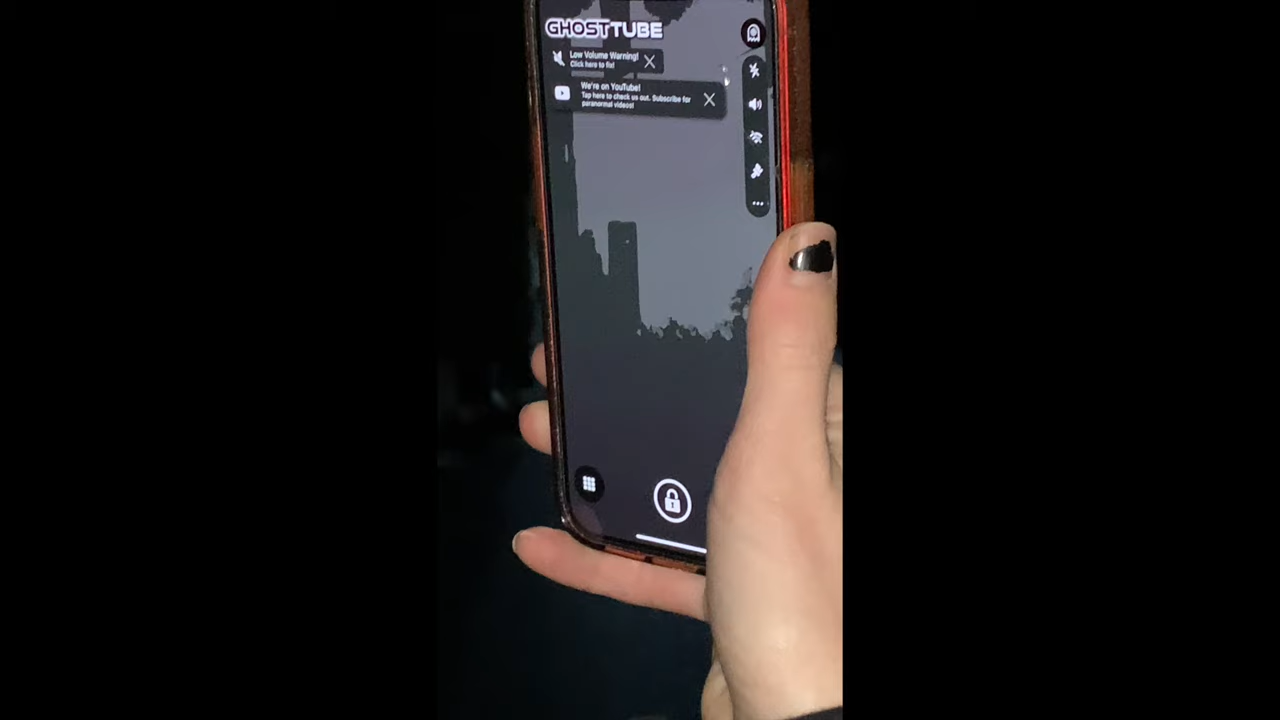 GHOSTTUBE
Low Volume Warning!
Click here to fix!
We're on YouTube!
Tap here to check us out. Subscribe for
paranormal videos!